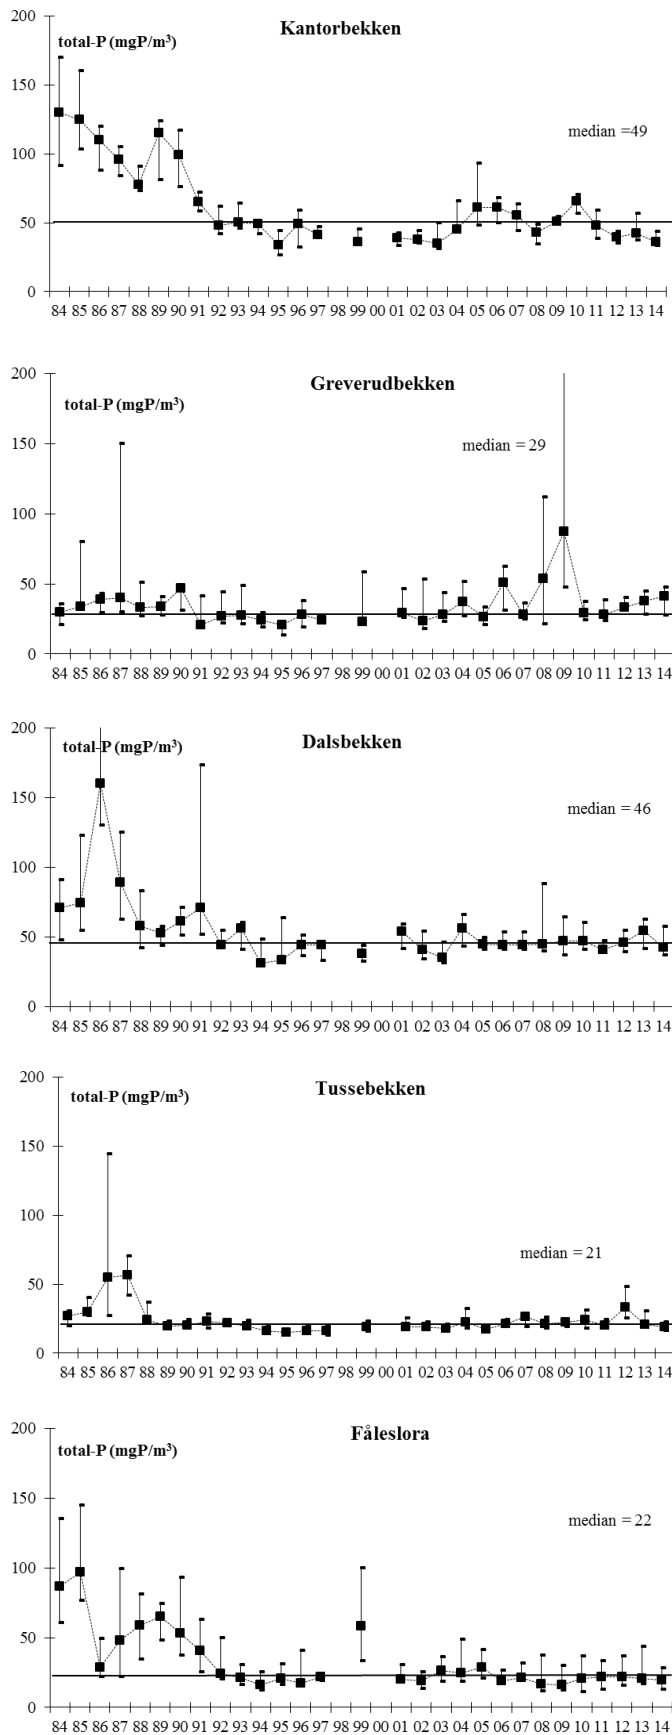 Kantorbekken
total-P (mgP/m³)
median =49
200
150
100
50
0
84 85 86 87 88 89 90 91 92 93 94 95 96 97 98 99 00 01 02 03 04 05 06 07 08 09 10 11 12 13 14
Greverudbekken
total-P (mgP/m³)
median = 29
200
150
100
50
0
84 85 86 87 88 89 90 91 92 93 94 95 96 97 98 99 00 01 02 03 04 05 06 07 08 09 10 11 12 13 14
Dalsbekken
total-P (mgP/m³)
median = 46
200
150
100
50
0
84 85 86 87 88 89 90 91 92 93 94 95 96 97 98 99 00 01 02 03 04 05 06 07 08 09 10 11 12 13 14
Tussebekken
total-P (mgP/m³)
median = 21
200
150
100
50
0
84 85 86 87 88 89 90 91 92 93 94 95 96 97 98 99 00 01 02 03 04 05 06 07 08 09 10 11 12 13 14
Fåleslora
total-P (mgP/m³)
median = 22
200
150
100
50
0
84 85 86 87 88 89 90 91 92 93 94 95 96 97 98 99 00 01 02 03 04 05 06 07 08 09 10 11 12 13 14